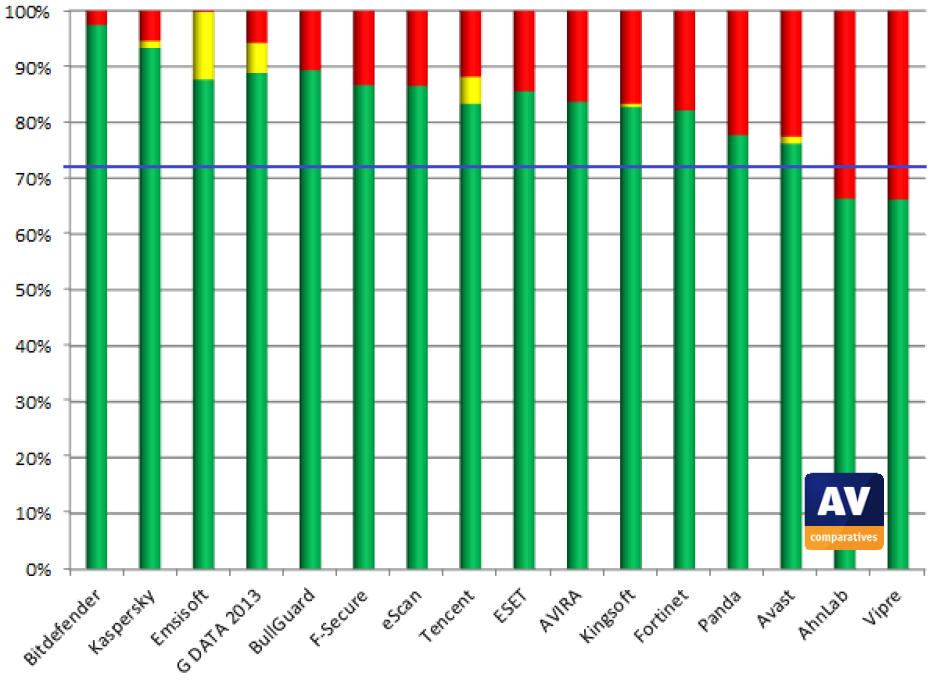 100%
90%
80%
70%
60%
50%
40%
30%
20%
10%
0%
AV
comparatives
Bitdefender
Kaspersky
Emsisoft
G DATA 2013
BullGuard
F-Secure
eScan
Tencent
ESET
AVIRA
Kingsoft
Fortinet
Panda
Avast
AhnLab
Vipre